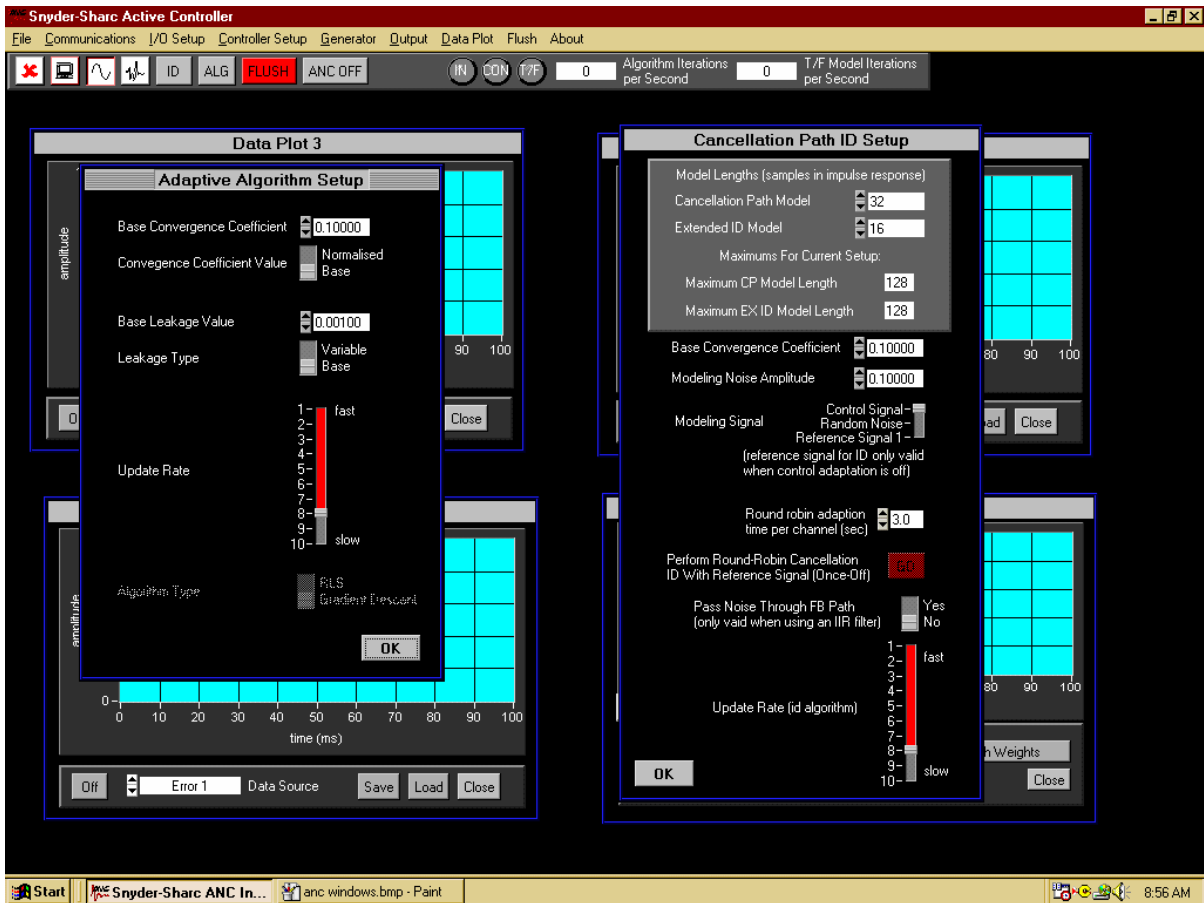 Snyder-Sharc Active Controller
File Communications I/O Setup Controller Setup Generator Output Data Plot Flush About
ID ALG FLUSH ANC OFF IN CON T/F 0 Algorithm Iterations per Second 0 T/F Model Iterations per Second
Data Plot 3
amplitude
90 100
Close
Adaptive Algorithm Setup
Base Convergence Coefficient 0.10000
Convegence Coefficient Value Normalised
Base
Base Leakage Value 0.00100
Leakage Type Variable
Base
Update Rate
1 fast
2
3
4
5
6
7
8
9
10 slow
Algorithm Type RLS
Gradient Descent
OK
amplitude
0
0 10 20 30 40 50 60 70 80 90 100
time (ms)
Off Error 1 Data Source Save Load Close
Cancellation Path ID Setup
Model Lengths (samples in impulse response)
Cancellation Path Model 32
Extended ID Model 16
Maximums For Current Setup:
Maximum CP Model Length 128
Maximum EX ID Model Length 128
Base Convergence Coefficient 0.10000
Modeling Noise Amplitude 0.10000
Modeling Signal
Control Signal
Random Noise
Reference Signal 1
(reference signal for ID only valid
when control adaptation is off)
Round robin adaption
time per channel (sec) 3.0
Perform Round-Robin Cancellation
ID With Reference Signal (Once-Off)
Pass Noise Through FB Path
(only vaid when using an IIR filter)
Yes
No
Update Rate (id algorithm)
1
2 fast
3
4
5
6
7
8
9 slow
10
OK
80 90 100
Close
80 90 100
Weights
Close
Start Snyder-Sharc ANC In... anc windows.bmp - Paint 8:56 AM